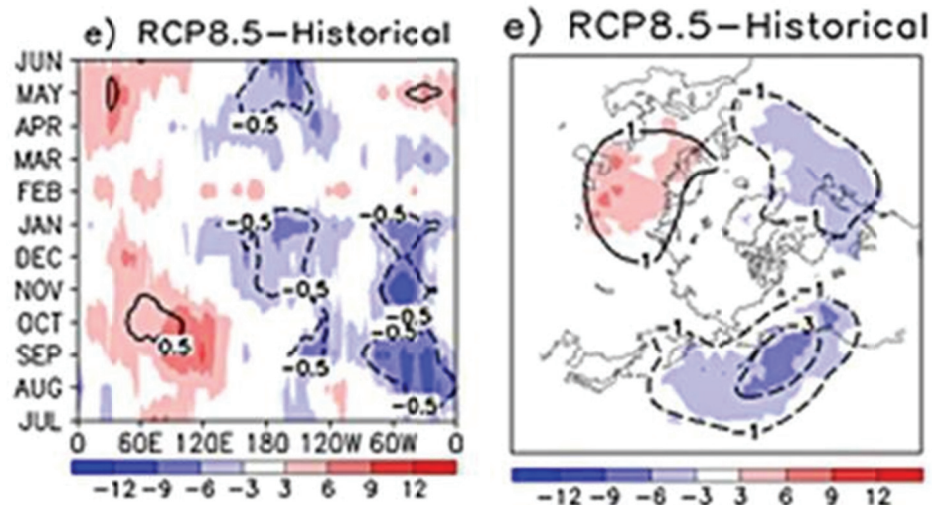 e) RCP8.5-Historical
JUN
MAY
APR
MAR
FEB
JAN
DEC
NOV
OCT
SEP
AUG
JUL
-0.5
-0.5
-0.5
-0.5
-0.5
-0.5
0.5
-0.5
-0.5
0 60E 120E 180 120W 60W 0
-12 -9 -6 -3 3 6 9 12
e) RCP8.5-Historical
-1
1
-1
1
-1
-1
-3
-1
-12 -9 -6 -3 3 6 9 12